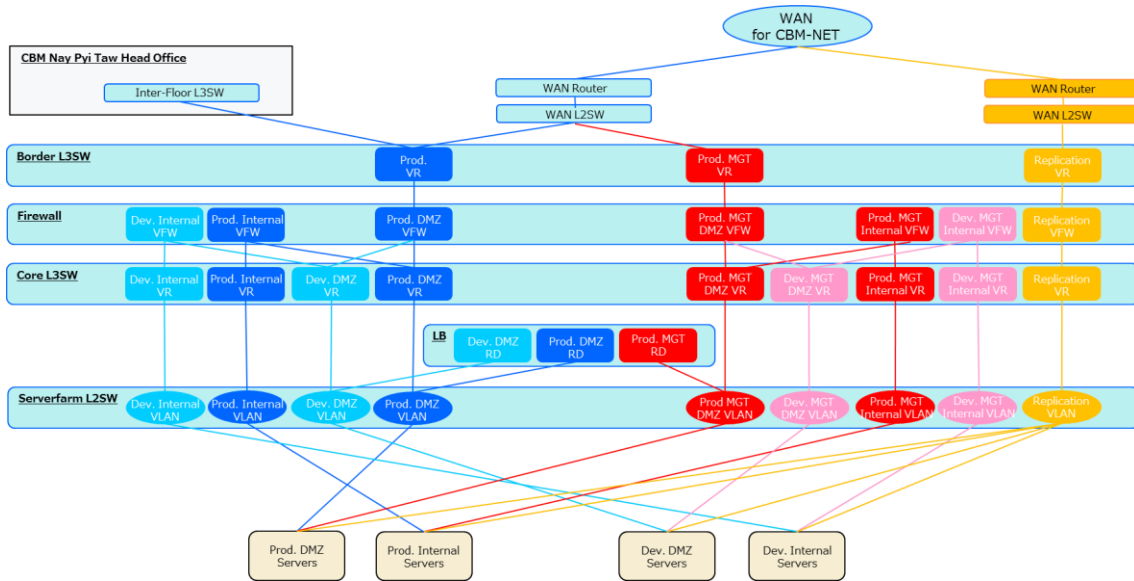 WAN
for CBM-NET
CBM Nay Pyi Taw Head Office
Inter-Floor L3SW
WAN Router
WAN Router
WAN L2SW
WAN L2SW
Border L3SW
Prod.
VR
Prod. MGT
VR
Replication
VR
Firewall
Dev. Internal
VFW
Prod. Internal
VFW
Prod. DMZ
VFW
Prod. MGT
DMZ VFW
Prod. MGT
Internal VFW
Dev. MGT
Internal VFW
Replication
VFW
Core L3SW
Dev. Internal
VR
Prod. Internal
VR
Dev. DMZ
VR
Prod. DMZ
VR
Prod. MGT
DMZ VR
Dev. MGT
DMZ VR
Prod. MGT
Internal VR
Dev. MGT
Internal VR
Replication
VR
LB
Dev. DMZ
RD
Prod. DMZ
RD
Prod. MGT
RD
Serverfarm L2SW
Dev. Internal
VLAN
Prod. Internal
VLAN
Dev. DMZ
VLAN
Prod. DMZ
VLAN
Prod MGT
DMZ VLAN
Dev. MGT
DMZ VLAN
Prod. MGT
Internal VLAN
Dev. MGT
Internal VLAN
Replication
VLAN
Prod. DMZ
Servers
Prod. Internal
Servers
Dev. DMZ
Servers
Dev. Internal
Servers